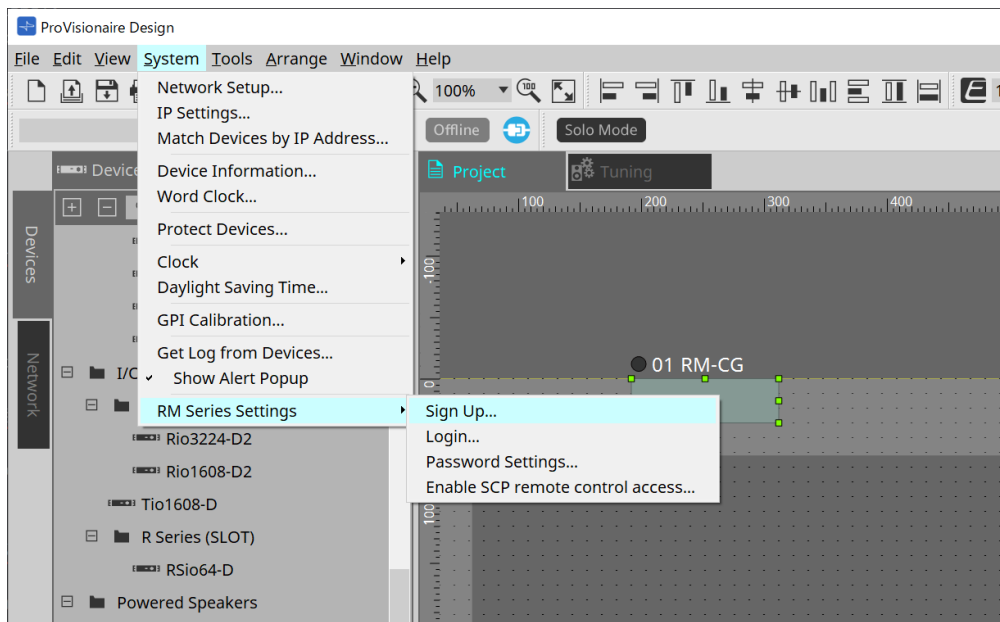 ProVisionaire Design
File Edit View System Tools Arrange Window Help
100%
Network Setup...
IP Settings...
Match Devices by IP Address...
Device Information...
Word Clock...
Protect Devices...
Clock
Daylight Saving Time...
GPI Calibration...
Get Log from Devices...
Show Alert Popup
RM Series Settings
Sign Up...
Login...
Password Settings...
Enable SCP remote control access...
Offline
Solo Mode
Project
Tuning
100 200 300 400
-100
0
100
01 RM-CG
Devices
Network
Rio3224-D2
Rio1608-D2
Tio1608-D
R Series (SLOT)
RSio64-D
Powered Speakers